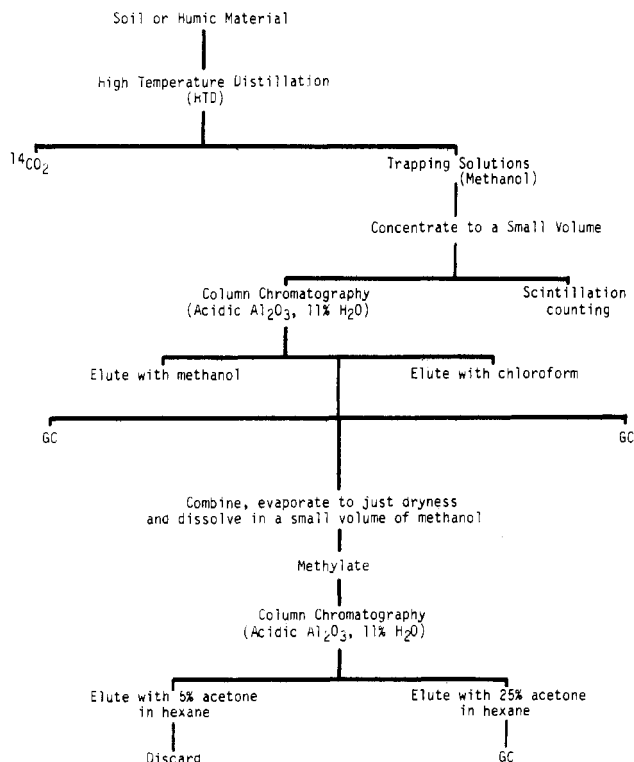 Soil or Humic Material
High Temperature Distillation
(HTD)
14CO2
Trapping Solutions
(Methanol)
Concentrate to a Small Volume
Column Chromatography
(Acidic Al2O3, 11% H2O)
Scintillation
counting
Elute with methanol
Elute with chloroform
GC
GC
Combine, evaporate to just dryness
and dissolve in a small volume of methanol
Methylate
Column Chromatography
(Acidic Al2O3, 11% H2O)
Elute with 5% acetone
in hexane
Elute with 25% acetone
in hexane
Discard
GC